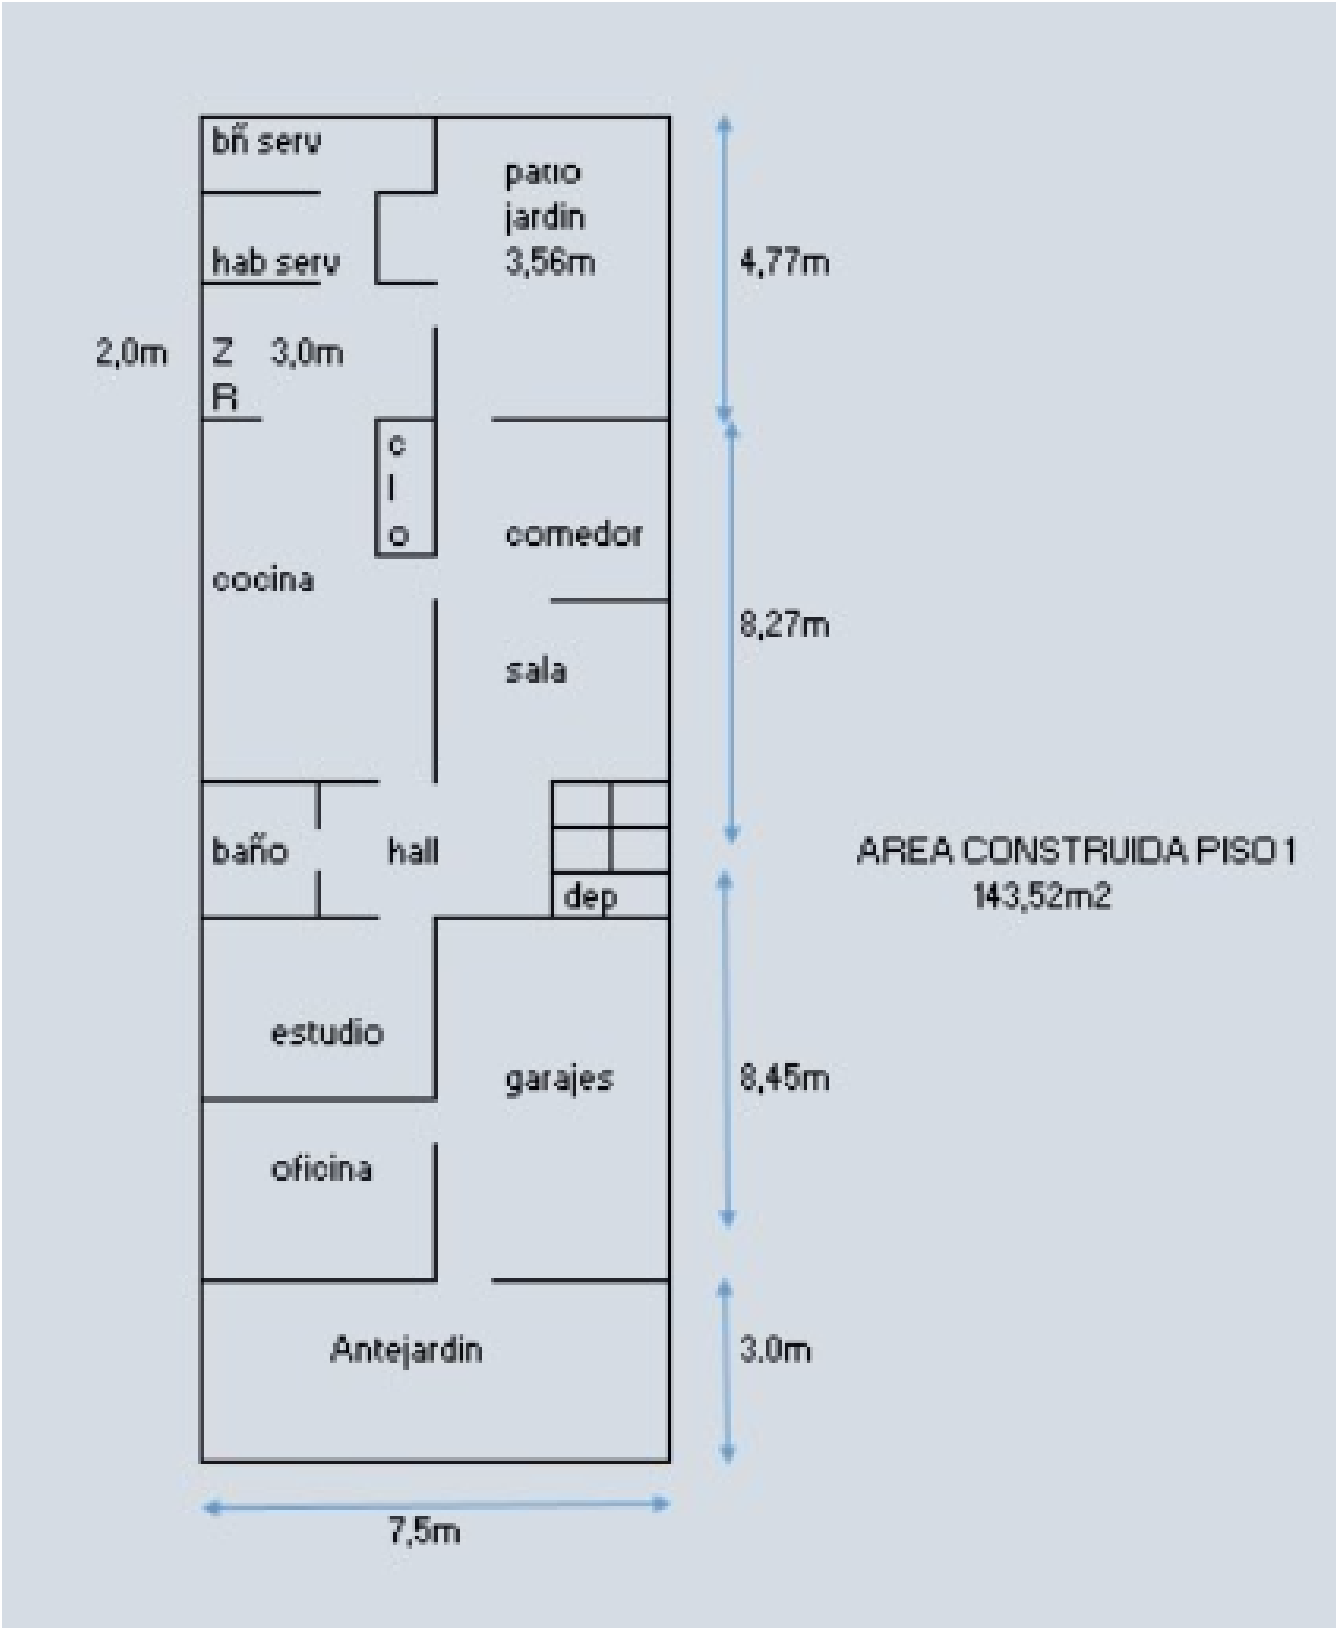 bñ serv
patio
jardin
3,56m
hab serv
4,77m
2,0m
Z
R
3,0m
c
l
o
comedor
cocina
8,27m
sala
baño
hall
dep
AREA CONSTRUIDA PISO 1
143,52m2
estudio
garajes
8,45m
oficina
Antejardin
3.0m
7,5m